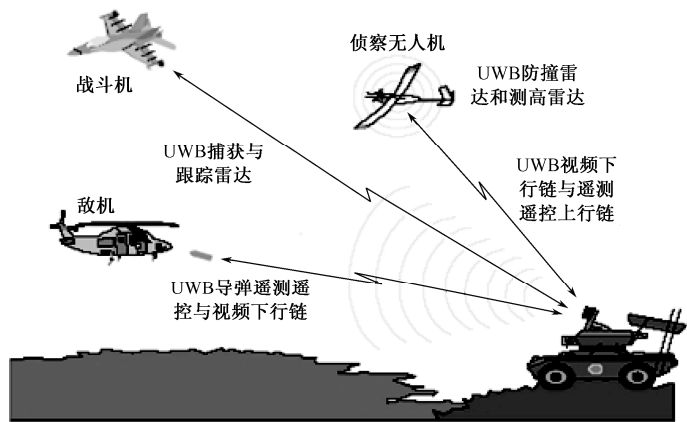 战斗机
侦察无人机
UWB防撞雷
达和测高雷达
UWB捕获与
跟踪雷达
UWB视频下
行链与遥测
遥控上行链
敌机
UWB导弹遥测遥
控与视频下行链